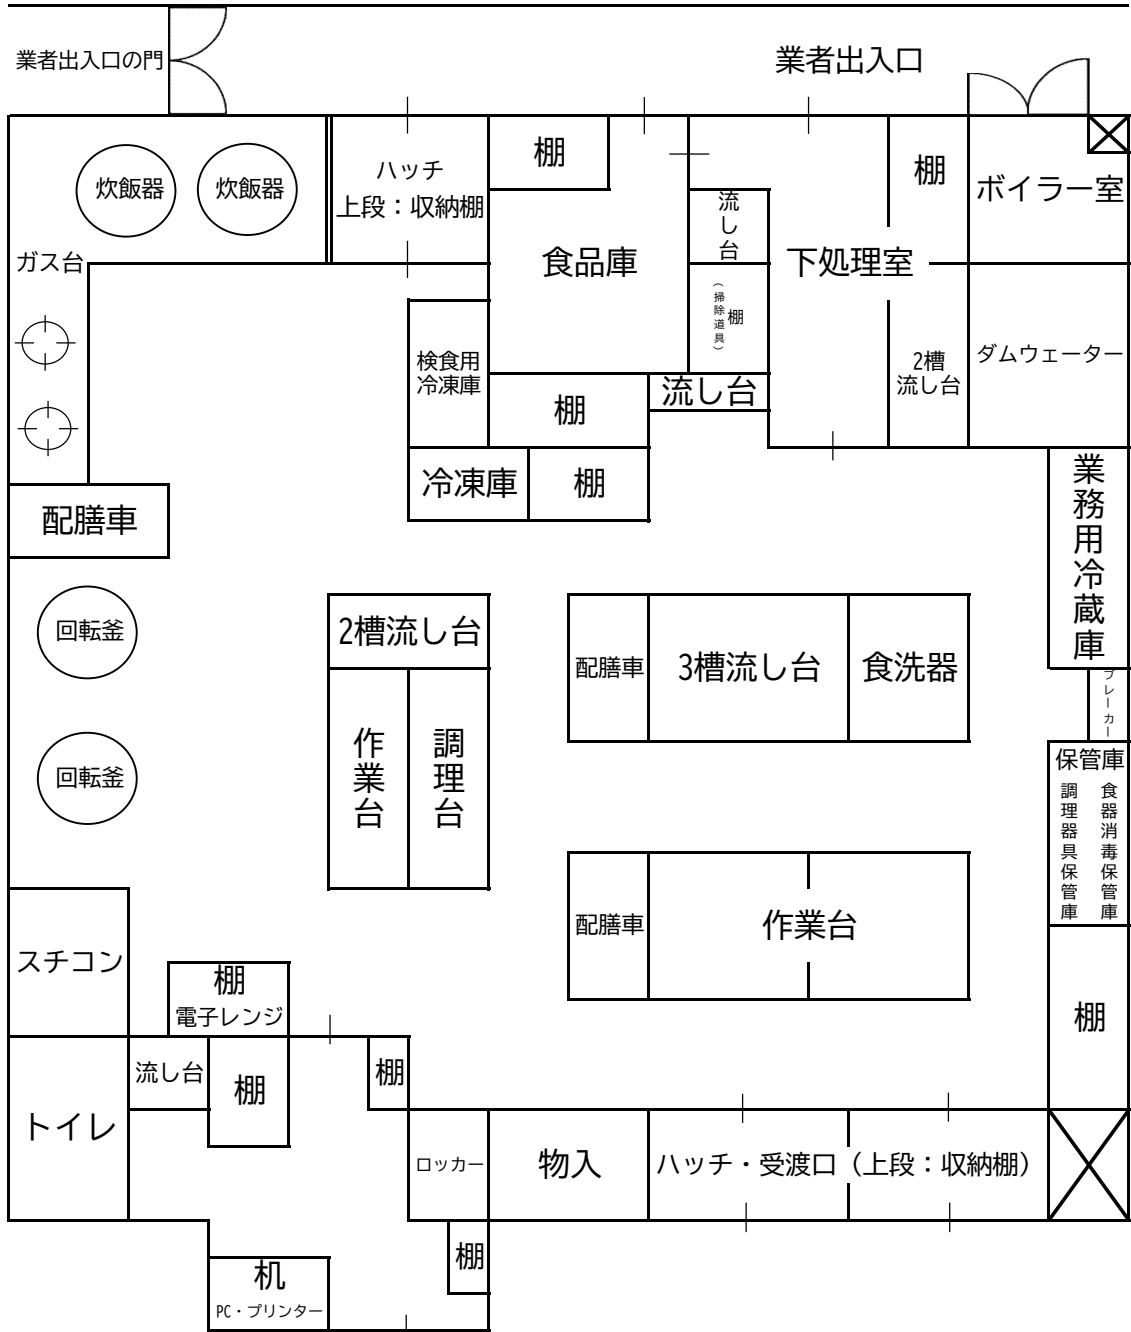 業者出入口の門
業者出入口
炊飯器
炊飯器
ハッチ
上段：収納棚
棚
食品庫
流し台
棚
（掃除道具）
下処理室
棚
ボイラー室
ガス台
検食用
冷凍庫
棚
流し台
2槽
流し台
ダムウェーター
冷凍庫
棚
業務用冷蔵庫
配膳車
回転釜
2槽流し台
配膳車
3槽流し台
食洗器
ブレーカー
回転釜
作業台
調理台
保管庫
食器消毒保管庫
調理器具保管庫
スチコン
棚
電子レンジ
配膳車
作業台
棚
トイレ
流し台
棚
棚
ロッカー
物入
ハッチ・受渡口（上段：収納棚）
棚
机
PC・プリンター